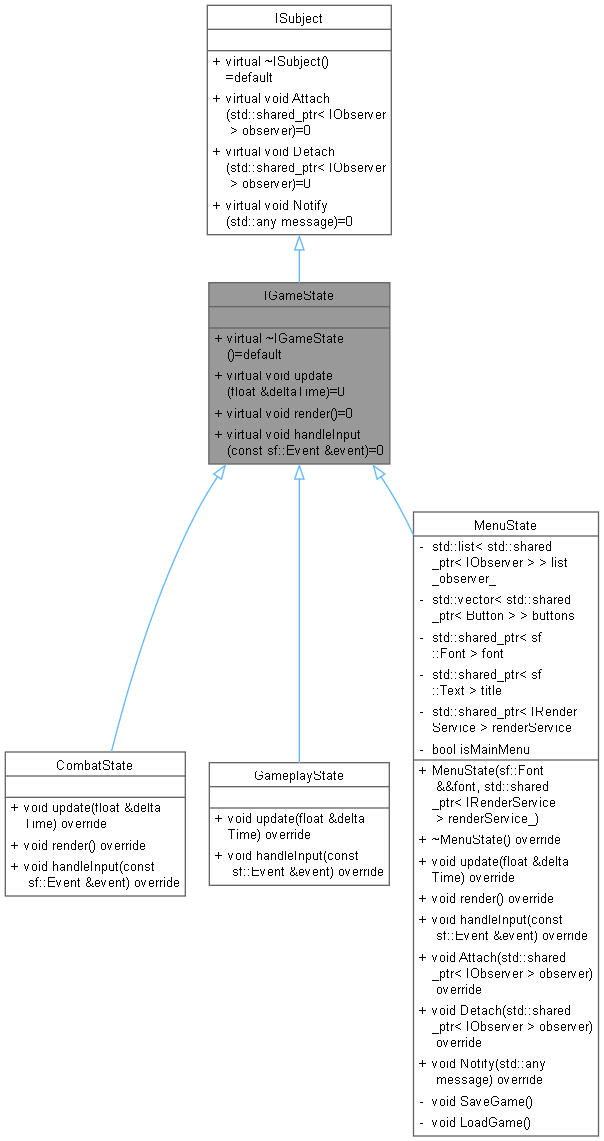 ISubject
+ virtual ~ISubject()
=default
+ virtual void Attach
(std::shared_ptr< IObserver
> observer)=0
+ virtual void Detach
(std::shared_ptr< IObserver
> observer)=0
+ virtual void Notify
(std::any message)=0
IGameState
+ virtual ~IGameState
()=default
+ virtual void update
(float &deltaTime)=0
+ virtual void render()=0
+ virtual void handleInput
(const sf::Event &event)=0
CombatState
+ void update(float &delta
Time) override
+ void render() override
+ void handleInput(const
sf::Event &event) override
GameplayState
+ void update(float &delta
Time) override
+ void handleInput(const
sf::Event &event) override
MenuState
- std::list< std::shared
_ptr< IObserver > > list
_observer_
- std::vector< std::shared
_ptr< Button > > buttons
- std::shared_ptr< sf
::Font > font
- std::shared_ptr< sf
::Text > title
- std::shared_ptr< IRender
Service > renderService
- bool isMainMenu
+ MenuState(sf::Font
&&font, std::shared
_ptr< IRenderService
> renderService_)
+ ~MenuState() override
+ void update(float &delta
Time) override
+ void render() override
+ void handleInput(const
sf::Event &event) override
+ void Attach(std::shared
_ptr< IObserver > observer)
override
+ void Detach(std::shared
_ptr< IObserver > observer)
override
+ void Notify(std::any
message) override
- void SaveGame()
- void LoadGame()